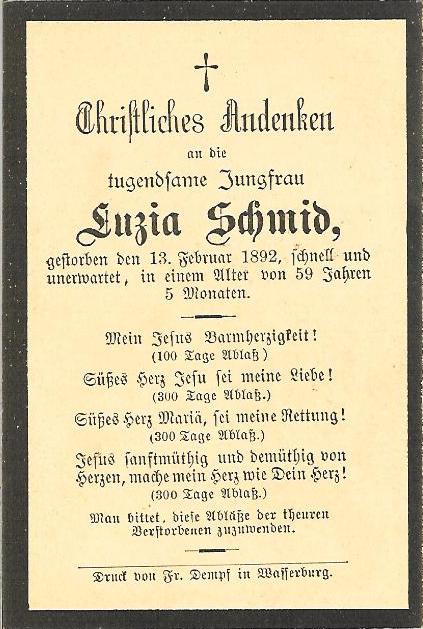 Christliches Andenken
an die
tugendsame Jungfrau
Luzia Schmid,
gestorben den 13. Februar 1892, schnell und
unerwartet, in einem Alter von 59 Jahren
5 Monaten.
Mein Jesus Barmherzigkeit!
(100 Tage Ablaß)
Süßes Herz Jesu sei meine Liebe!
(300 Tage Ablaß.)
Süßes Herz Mariä, sei meine Rettung!
(300 Tage Ablaß.)
Jesus sanftmüthig und demüthig von
Herzen, mache mein Herz wie Dein Herz!
(300 Tage Ablaß.)
Man bittet, diese Abläße der theuren
Verstorbenen zuzuwenden.
Druck von Fr. Dempf in Wasserburg.